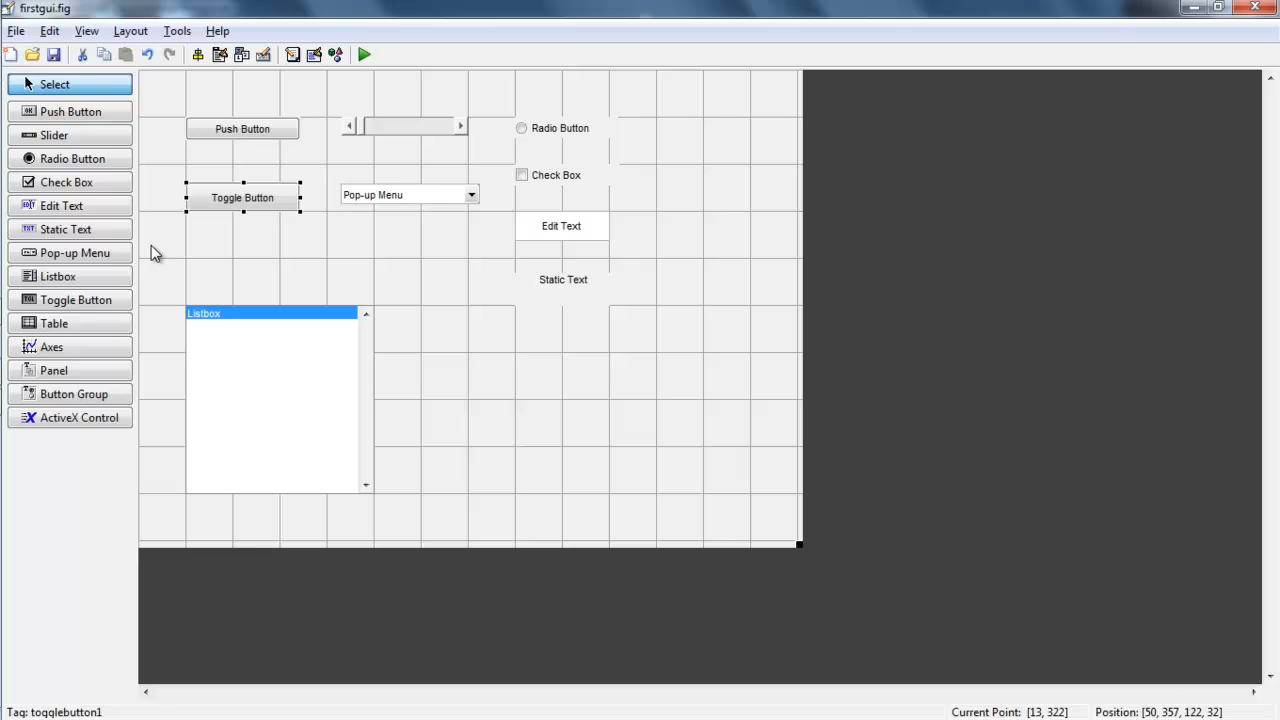 firstgui.fig
File Edit View Layout Tools Help
Select
Push Button
Slider
Radio Button
Check Box
Edit Text
Static Text
Pop-up Menu
Listbox
Toggle Button
Table
Axes
Panel
Button Group
ActiveX Control
Push Button
Radio Button
Toggle Button
Pop-up Menu
Check Box
Edit Text
Static Text
Listbox
Tag: togglebutton1
Current Point: [13, 322]
Position: [50, 357, 122, 32]